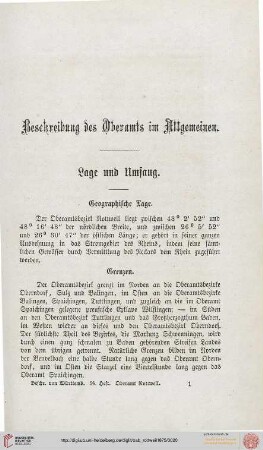 Beschreibung des Oberamts im Allgemeinen.
Lage und Umfang.
Geographische Lage.
Der Oberamtsbezirk Rottweil liegt zwischen 48° 2' 52" und
48° 16' 48" der nördlichen Breite, und zwischen 26° 5' 52"
und 26° 30' 47" der östlichen Länge; er gehört in seiner ganzen
Ausdehnung in das Stromgebiet des Rheins, indem seine sämt-
lichen Gewässer durch Vermittlung des Neckars dem Rhein zugeführt
werden.
Grenzen.
Der Oberamtsbezirk grenzt im Norden an die Oberamtsbezirke
Oberndorf, Sulz und Balingen, im Osten an die Oberamtsbezirke
Balingen, Spaichingen, Tuttlingen, und zugleich an die im Oberamt
Spaichingen gelegene preußische Exklave Wilflingen; — im Süden
an den Oberamtsbezirk Tuttlingen und das Großherzogthum Baden,
im Westen wieder an dieses und den Oberamtsbezirk Oberndorf.
Der südlichste Theil des Bezirks, die Markung Schwenningen, wird
durch einen ganz schmalen zu Baden gehörenden Streifen Landes
von dem übrigen getrennt. Natürliche Grenzen bilden im Norden
der Bernelbach eine halbe Stunde lang gegen das Oberamt Obern-
dorf, und im Osten die Starzel eine Viertelstunde lang gegen das
Oberamt Spaichingen.
Beschr. von Württemb. 56. Heft. Oberamt Rottweil. 1